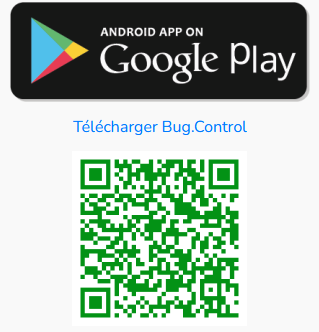 ANDROID APP ON
Google Play
Télécharger Bug.Control